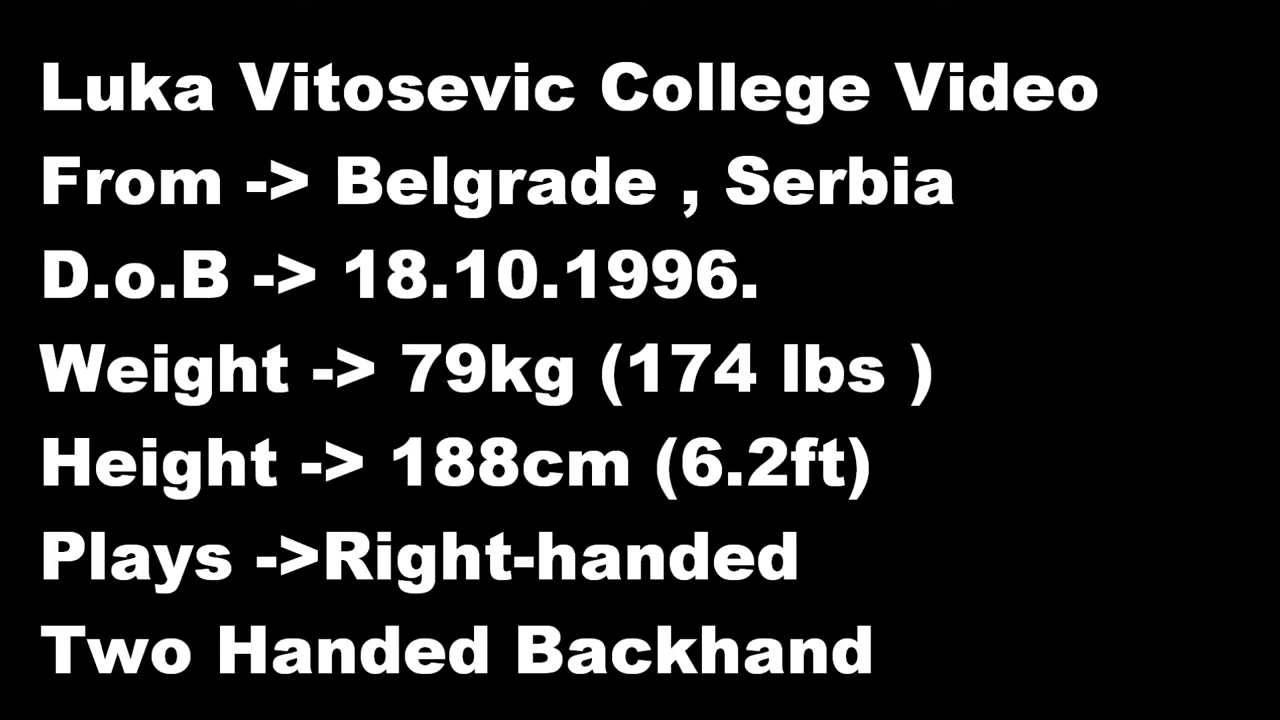 Luka Vitosevic College Video
From -> Belgrade , Serbia
D.o.B -> 18.10.1996.
Weight -> 79kg (174 lbs )
Height -> 188cm (6.2ft)
Plays ->Right-handed
Two Handed Backhand